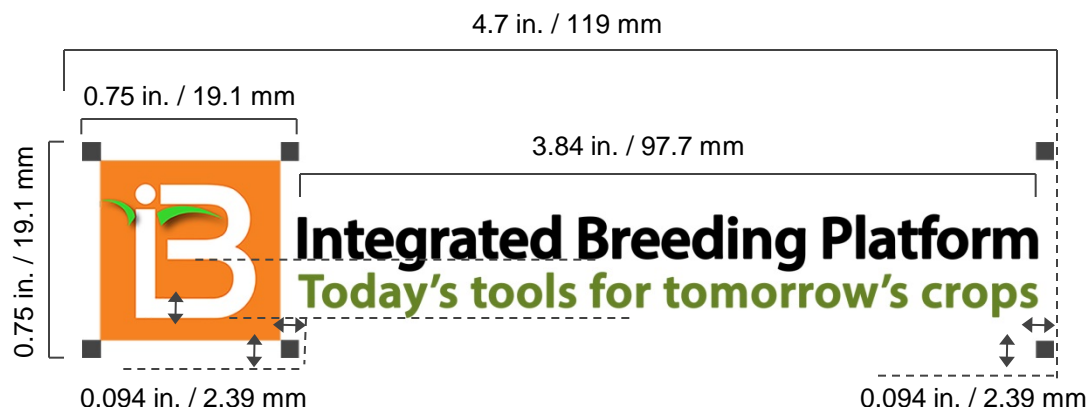 4.7 in. / 119 mm
0.75 in. / 19.1 mm
3.84 in. / 97.7 mm
0.75 in. / 19.1 mm
iB
Integrated Breeding Platform
Today's tools for tomorrow's crops
0.094 in. / 2.39 mm
0.094 in. / 2.39 mm